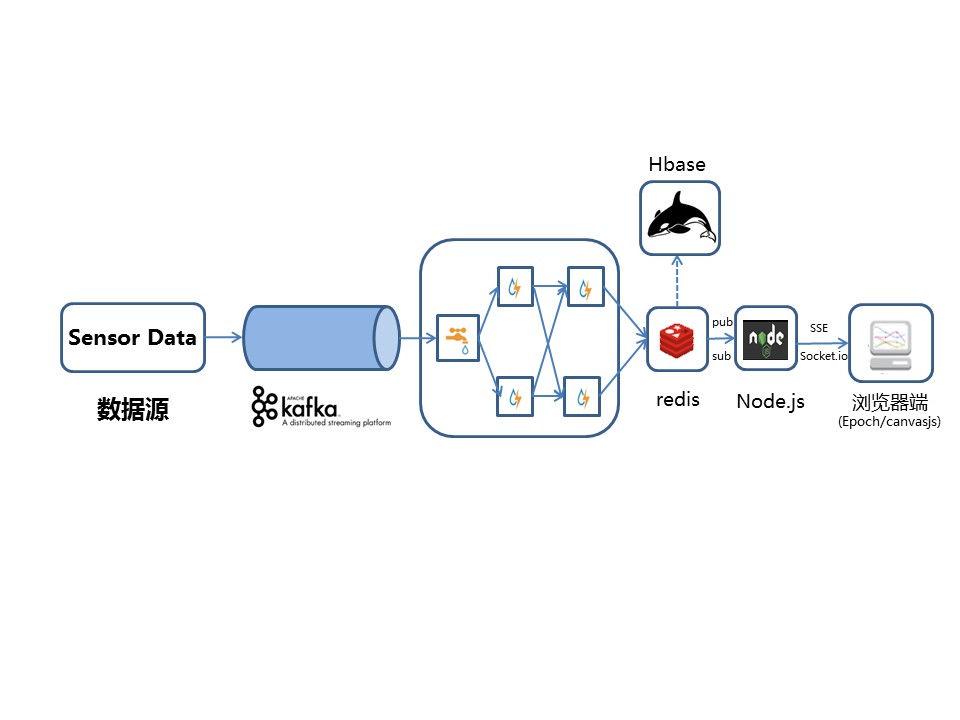 Hbase
Sensor Data
数据源
APACHE
kafka
A distributed streaming platform
pub
sub
redis
node
JS
Node.js
SSE
Socket.io
浏览器端
(Epoch/canvasjs)